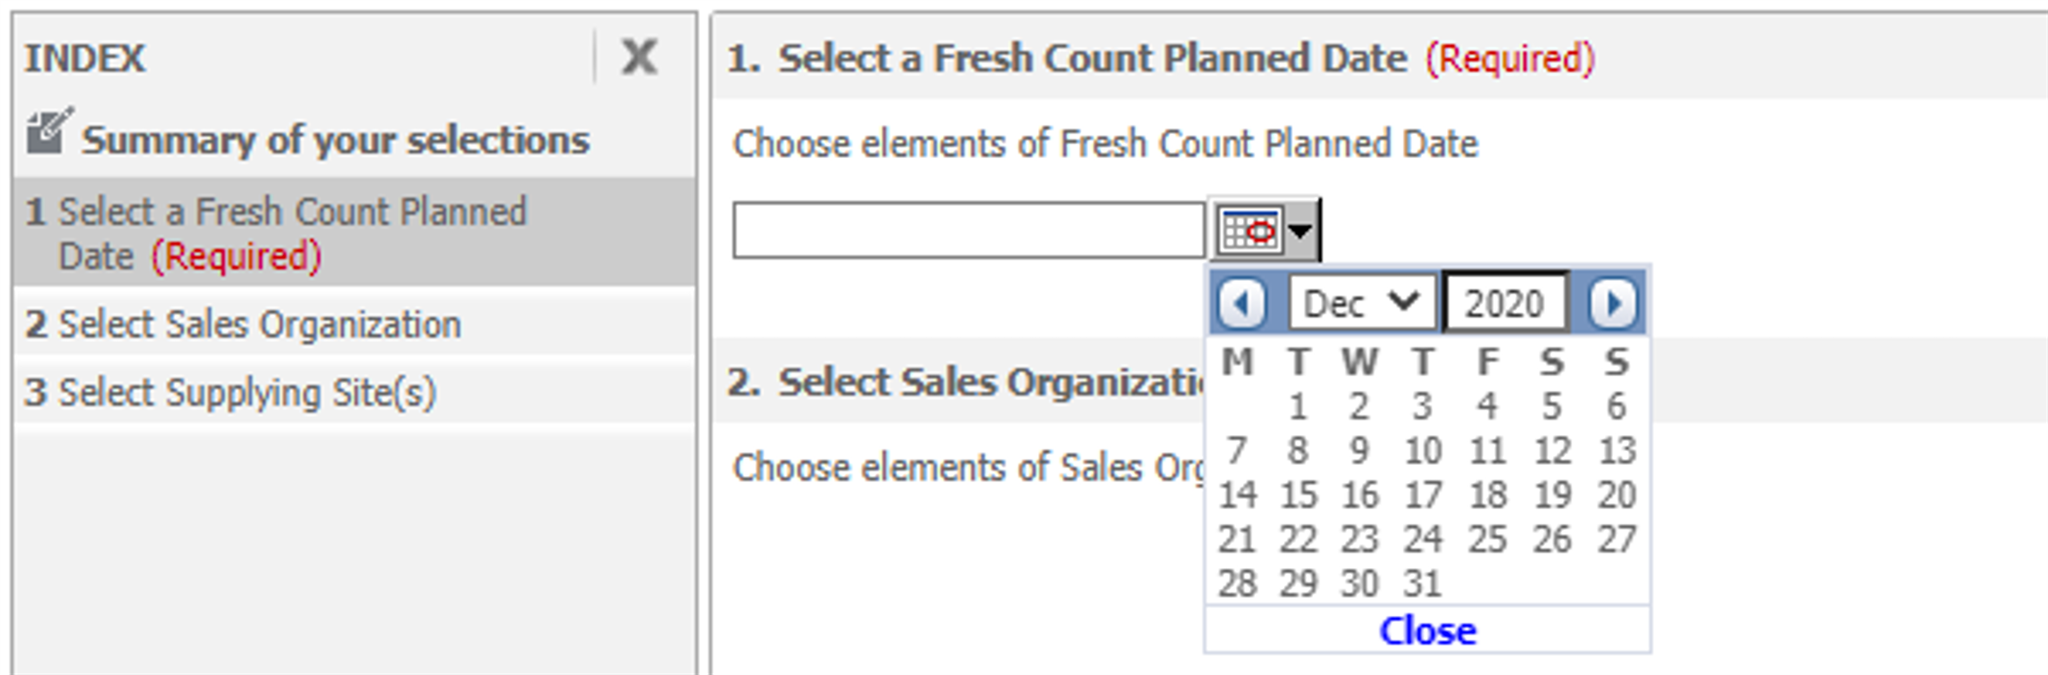 INDEX X
Summary of your selections
1 Select a Fresh Count Planned
Date (Required)
2 Select Sales Organization
3 Select Supplying Site(s)
1. Select a Fresh Count Planned Date (Required)
Choose elements of Fresh Count Planned Date
Dec 2020
M T W T F S S
1 2 3 4 5 6
7 8 9 10 11 12 13
14 15 16 17 18 19 20
21 22 23 24 25 26 27
28 29 30 31
Close
2. Select Sales Organizatio
Choose elements of Sales Org